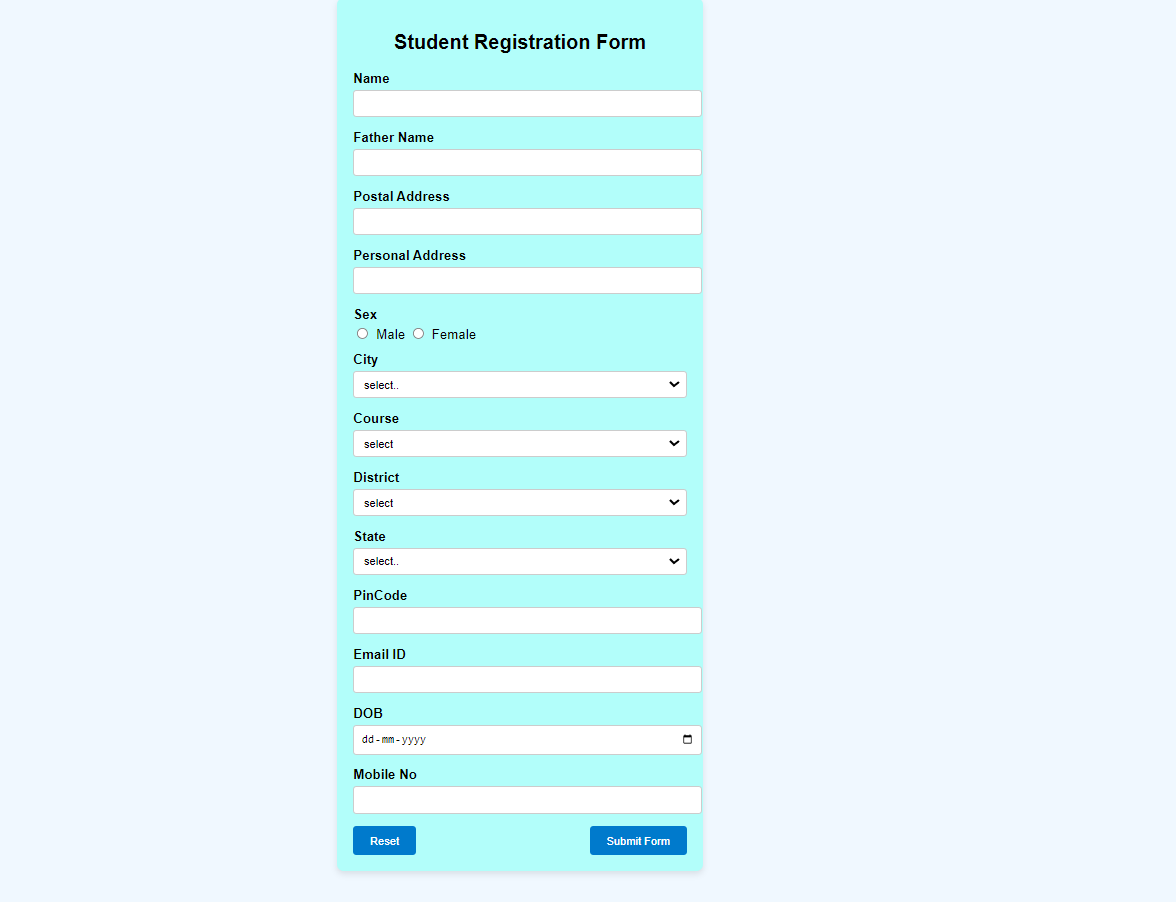 Student Registration Form
Name
Father Name
Postal Address
Personal Address
Sex
Male Female
City
select..
Course
select
District
select
State
select..
PinCode
Email ID
DOB
dd-mm-yyyy
Mobile No
Reset Submit Form